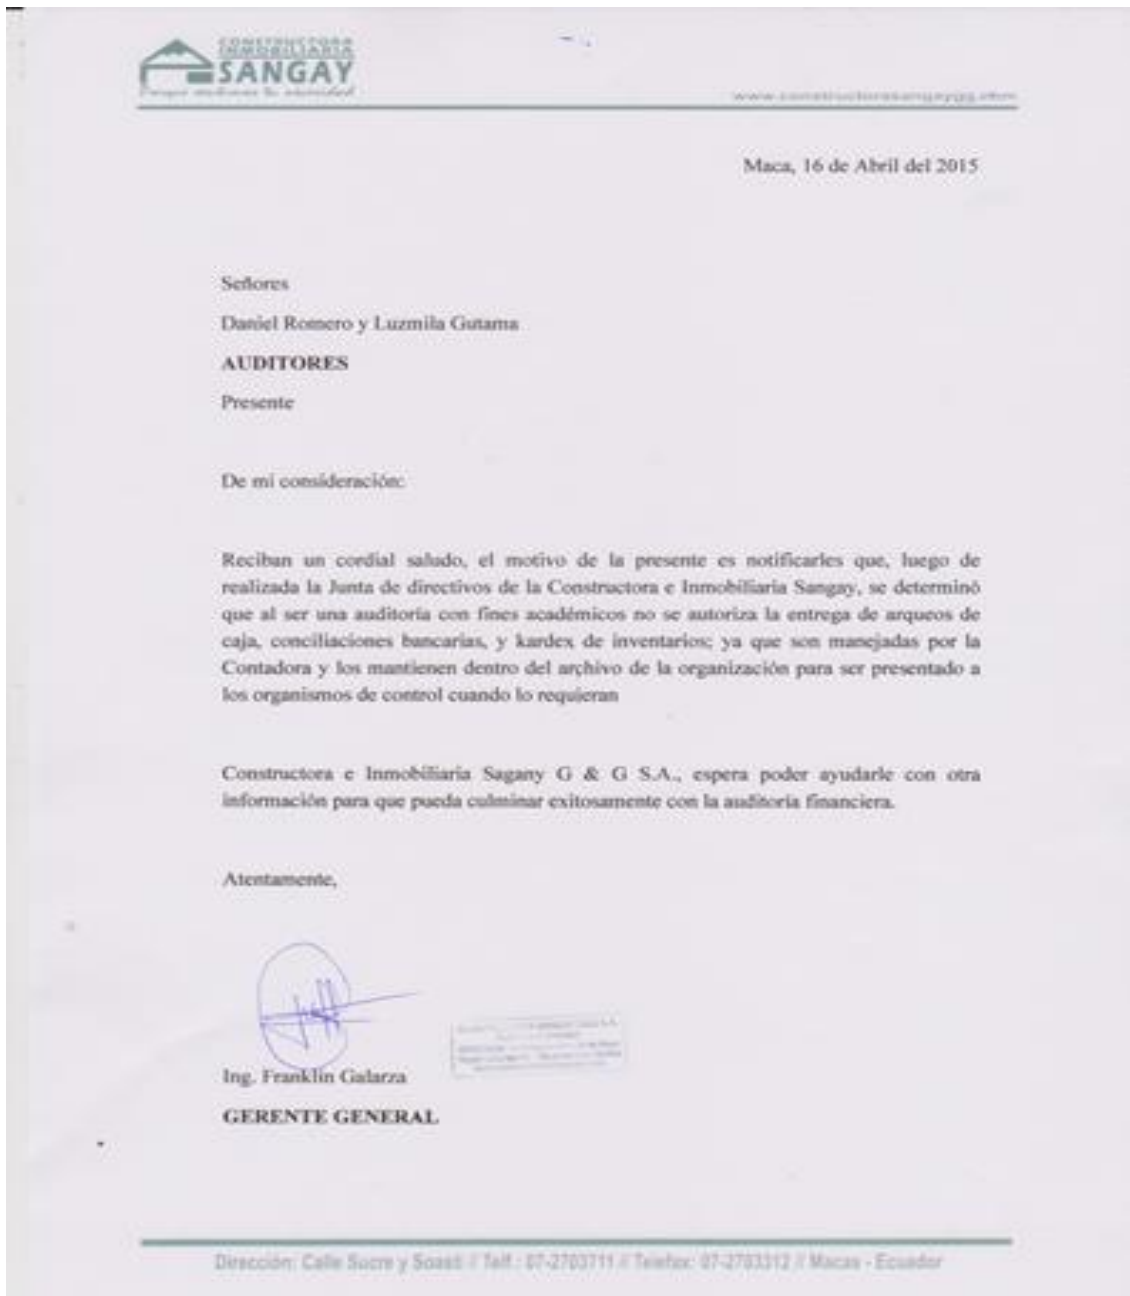 CONSTRUCTORA
INMOBILIARIA
SANGAY
www.constructorasangaygg.com
Maca, 16 de Abril del 2015
Señores
Daniel Romero y Luzmila Gutama
AUDITORES
Presente
De mi consideración:
Reciban un cordial saludo, el motivo de la presente es notificarles que, luego de
realizada la Junta de directivos de la Constructora e Inmobiliaria Sangay, se determinó
que al ser una auditoría con fines académicos no se autoriza la entrega de arqueos de
caja, conciliaciones bancarias, y kardex de inventarios; ya que son manejadas por la
Contadora y los mantienen dentro del archivo de la organización para ser presentado a
los organismos de control cuando lo requieran
Constructora e Inmobiliaria Sagany G & G S.A., espera poder ayudarle con otra
información para que pueda culminar exitosamente con la auditoría financiera.
Atentamente,
Ing. Franklin Galarza
GERENTE GENERAL
Dirección: Calle Sucre y Soasti // Telf.: 07-2703711 // Telefax: 07-2703312 // Macas - Ecuador